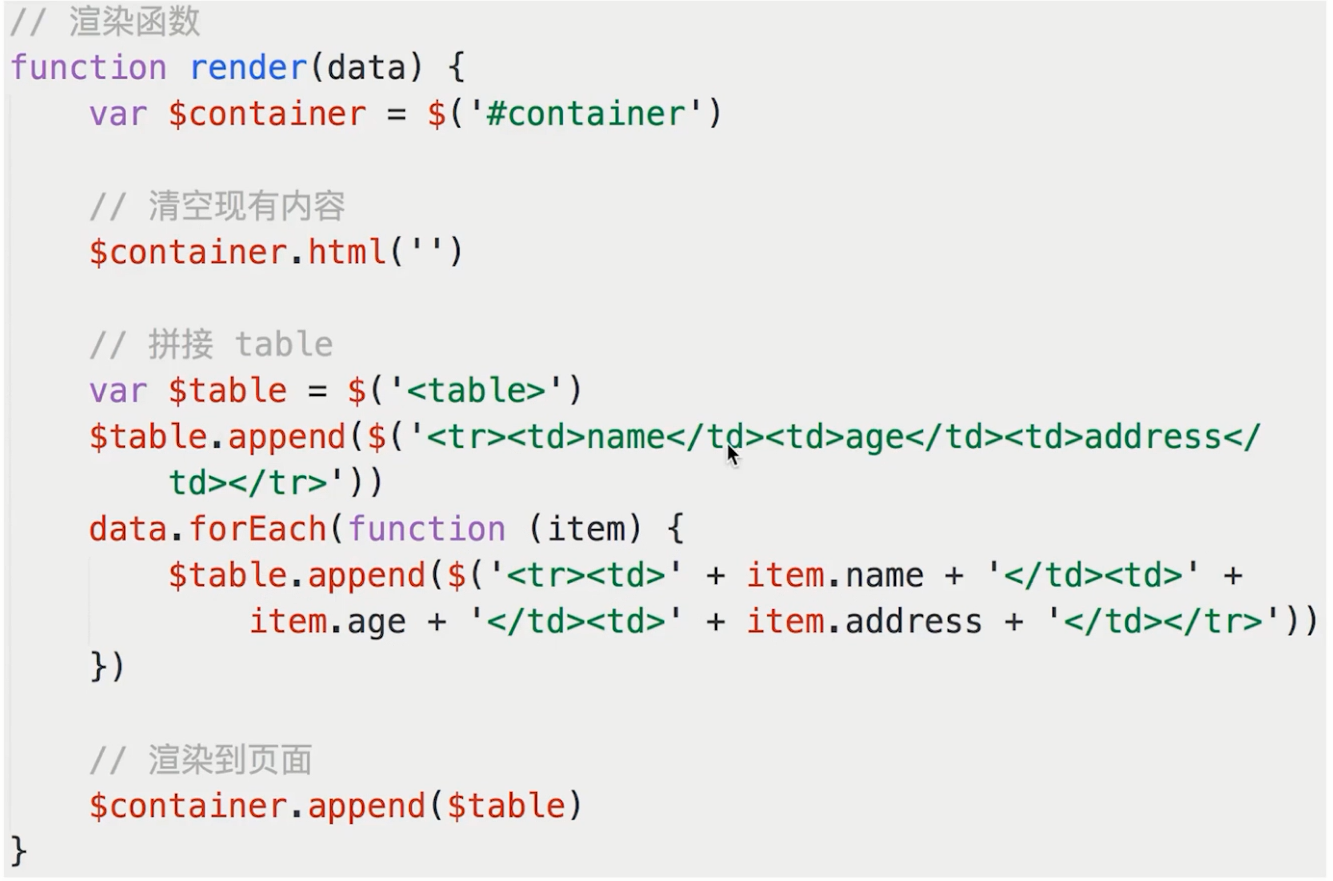 // 渲染函数
function render(data) {
    var $container = $('#container')

    // 清空现有内容
    $container.html('')

    // 拼接 table
    var $table = $('<table>')
    $table.append($('<tr><td>name</td><td>age</td><td>address</
        td></tr>'))
    data.forEach(function (item) {
        $table.append($('<tr><td>' + item.name + '</td><td>' +
            item.age + '</td><td>' + item.address + '</td></tr>'))
    })

    // 渲染到页面
    $container.append($table)
}